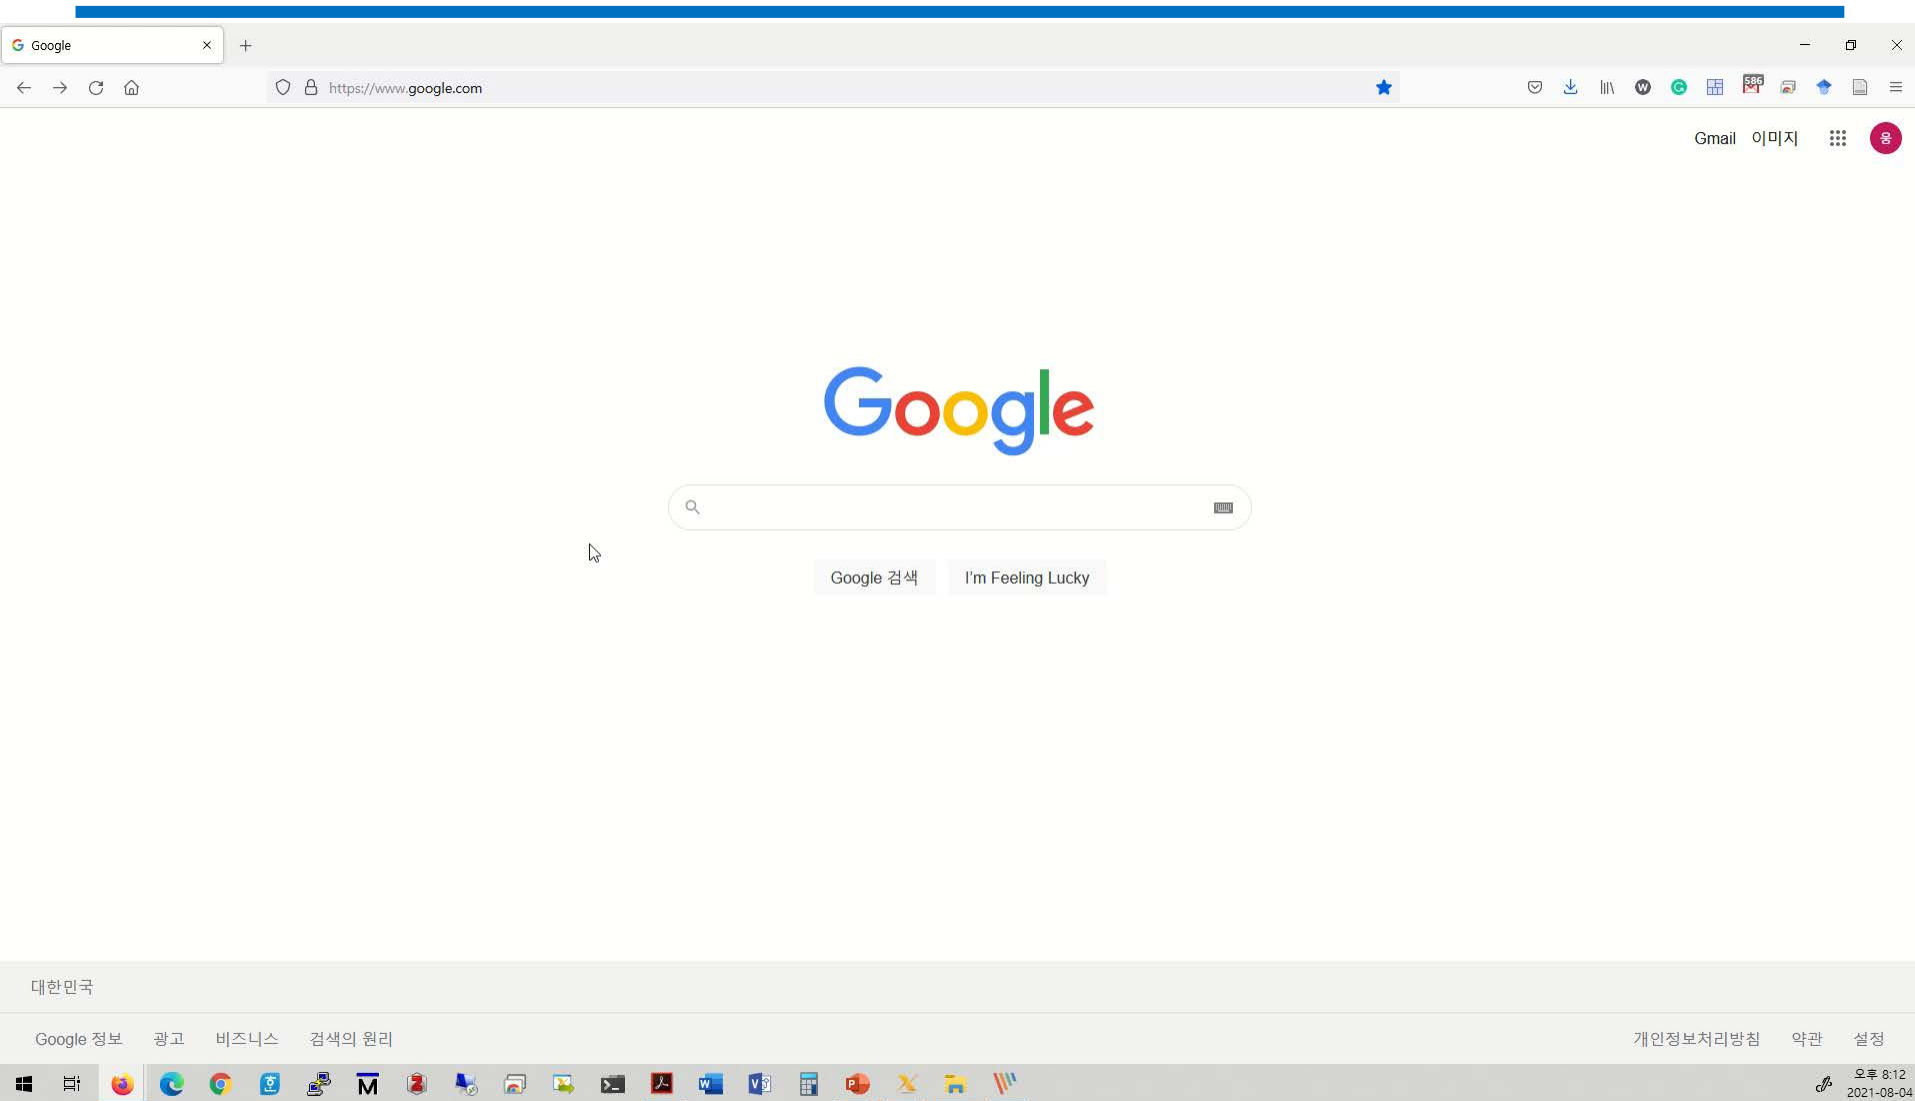 Google
https://www.google.com
W
586
Gmail 이미지
웅
Google
Google 검색 I'm Feeling Lucky
대한민국
Google 정보 광고 비즈니스 검색의 원리
개인정보처리방침 약관 설정
오후 8:12
2021-08-04